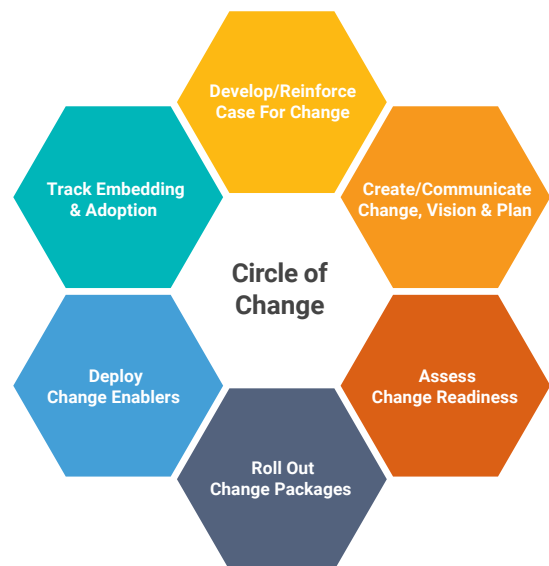 Develop/Reinforce
Case For Change
Create/Communicate
Change, Vision & Plan
Assess
Change Readiness
Roll Out
Change Packages
Deploy
Change Enablers
Track Embedding
& Adoption
Circle of
Change